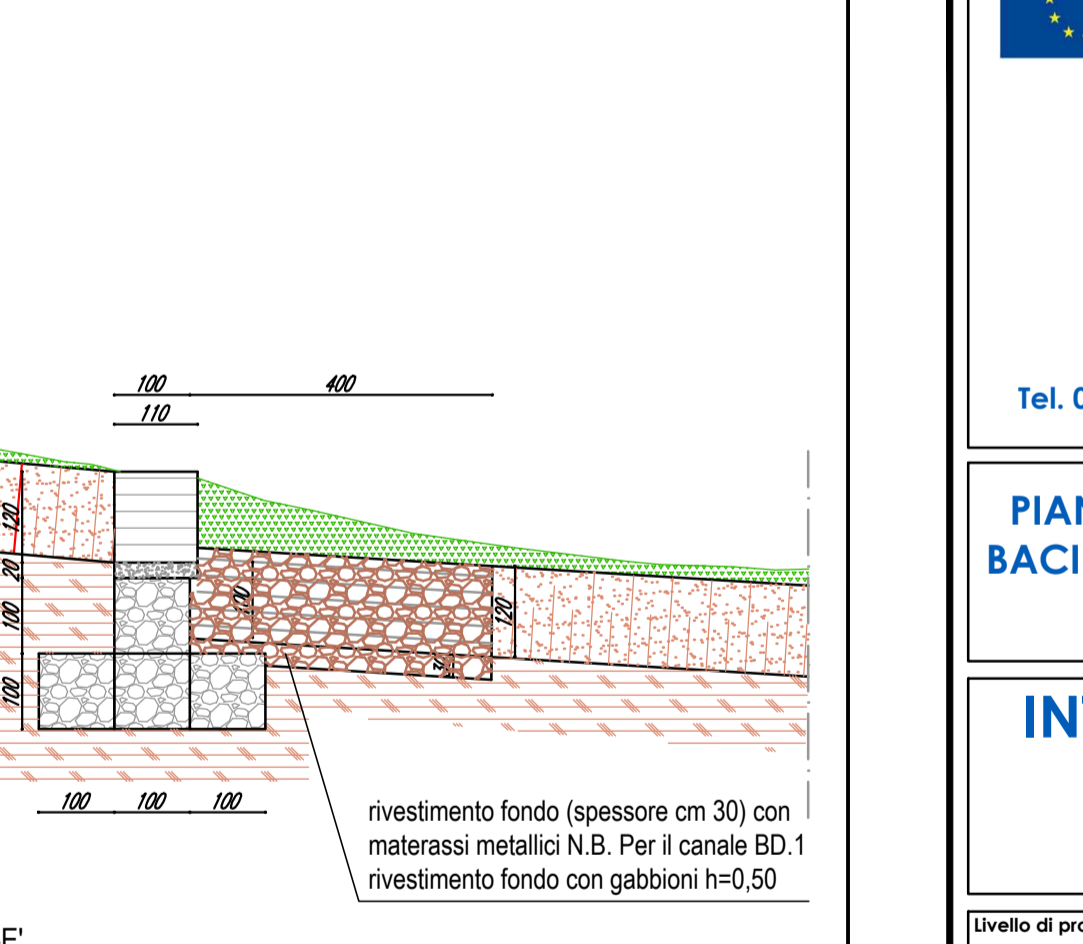 100
400
110
120
20
100
100
100
120
30
100
100
100
rivestimento fondo (spessore cm 30) con
materassi metallici N.B. Per il canale BD.1
rivestimento fondo con gabbioni h=0,50
Tel. 0
PIAN
BACI
INT
Livello di pro